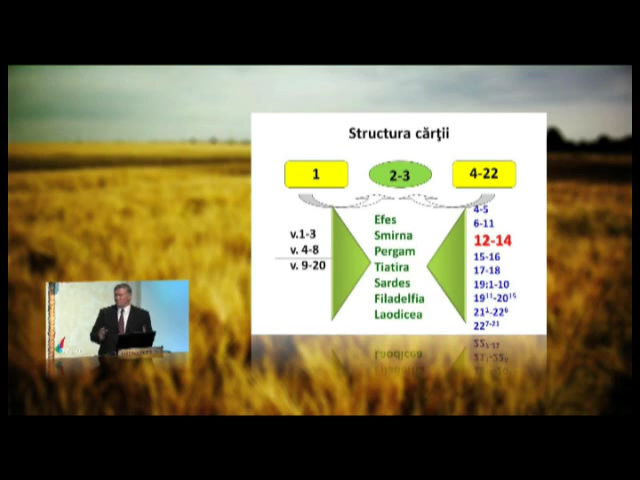 Structura cărţii
1
2-3
4-22
v.1-3
v. 4-8
v. 9-20
Efes
Smirna
Pergam
Tiatira
Sardes
Filadelfia
Laodicea
4-5
6-11
12-14
15-16
17-18
19:1-10
19¹¹-20¹⁵
21¹-22⁶
22⁷⁻²¹